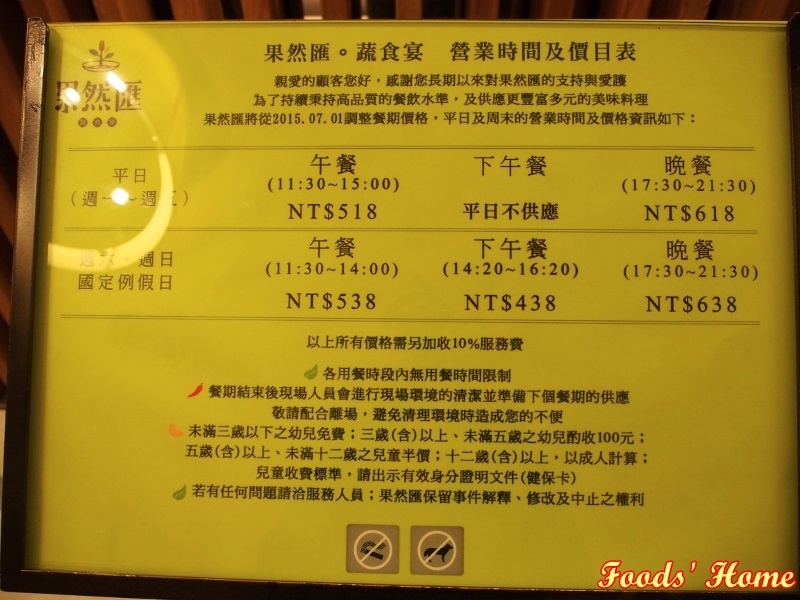 果然匯
蔬食宴
果然匯。蔬食宴 營業時間及價目表
親愛的顧客您好，感謝您長期以來對果然匯的支持與愛護
為了持續秉持高品質的餐飲水準，及供應更豐富多元的美味料理
果然匯將從2015.07.01調整餐期價格，平日及周末的營業時間及價格資訊如下：
平日
（週一～週五）
午餐
(11:30~15:00)
NT$518
下午餐
平日不供應
晚餐
(17:30~21:30)
NT$618
週六、週日
國定例假日
午餐
(11:30~14:00)
NT$538
下午餐
(14:20~16:20)
NT$438
晚餐
(17:30~21:30)
NT$638
以上所有價格需另加收10%服務費
各用餐時段內無用餐時間限制
餐期結束後現場人員會進行現場環境的清潔並準備下個餐期的供應
敬請配合離場，避免清理環境時造成您的不便
未滿三歲以下之幼兒免費；三歲(含)以上、未滿五歲之幼兒酌收100元；
五歲(含)以上、未滿十二歲之兒童半價；十二歲(含)以上，以成人計算；
兒童收費標準，請出示有效身分證明文件(健保卡)
若有任何問題請洽服務人員；果然匯保留事件解釋、修改及中止之權利
Foods' Home